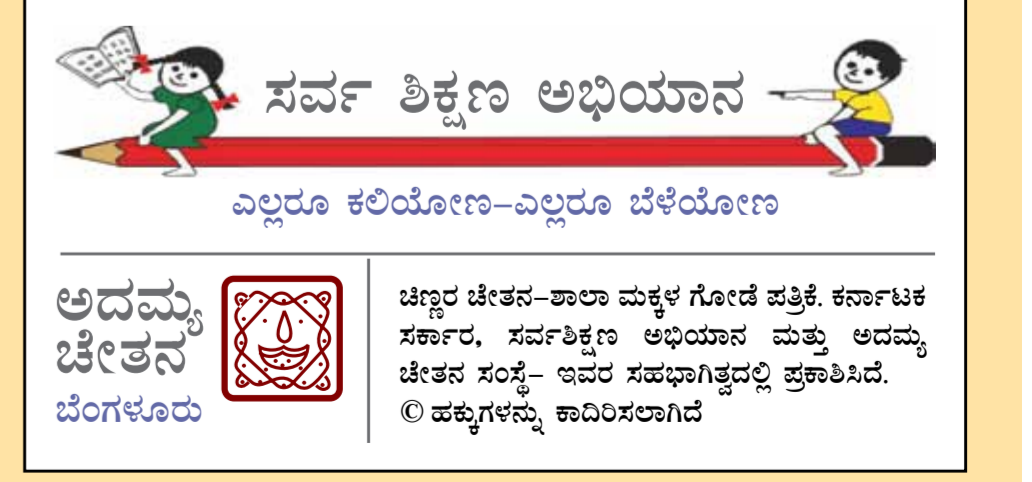 ಸರ್ವ ಶಿಕ್ಷಣ ಅಭಿಯಾನ
ಎಲ್ಲರೂ ಕಲಿಯೋಣ–ಎಲ್ಲರೂ ಬೆಳೆಯೋಣ
ಅದಮ್ಯ
ಚೇತನ
ಬೆಂಗಳೂರು
ಚಿಣ್ಣರ ಚೇತನ–ಶಾಲಾ ಮಕ್ಕಳ ಗೋಡೆ ಪತ್ರಿಕೆ. ಕರ್ನಾಟಕ
ಸರ್ಕಾರ, ಸರ್ವಶಿಕ್ಷಣ ಅಭಿಯಾನ ಮತ್ತು ಅದಮ್ಯ
ಚೇತನ ಸಂಸ್ಥೆ– ಇವರ ಸಹಭಾಗಿತ್ವದಲ್ಲಿ ಪ್ರಕಾಶಿಸಿದೆ.
© ಹಕ್ಕುಗಳನ್ನು ಕಾದಿರಿಸಲಾಗಿದೆ